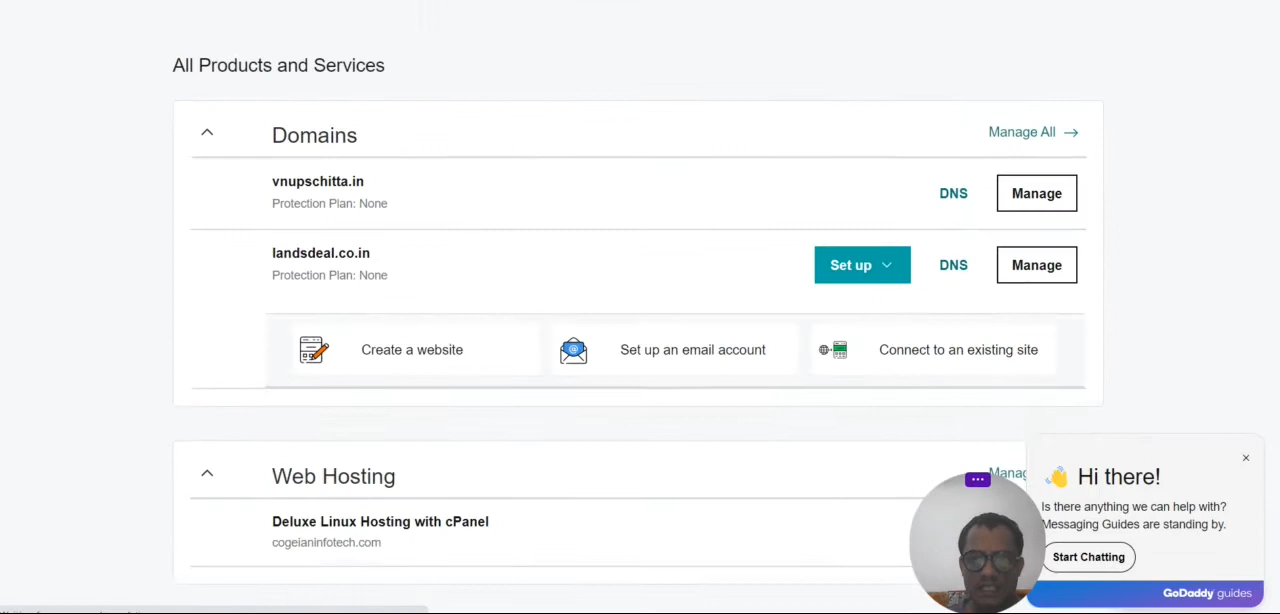 All Products and Services
Domains
Manage All →
vnupschitta.in
Protection Plan: None
DNS
Manage
landsdeal.co.in
Protection Plan: None
Set up
DNS
Manage
Create a website
Set up an email account
Connect to an existing site
Web Hosting
Manag
Deluxe Linux Hosting with cPanel
cogeianinfotech.com
👋 Hi there!
Is there anything we can help with?
Messaging Guides are standing by.
Start Chatting
GoDaddy guides